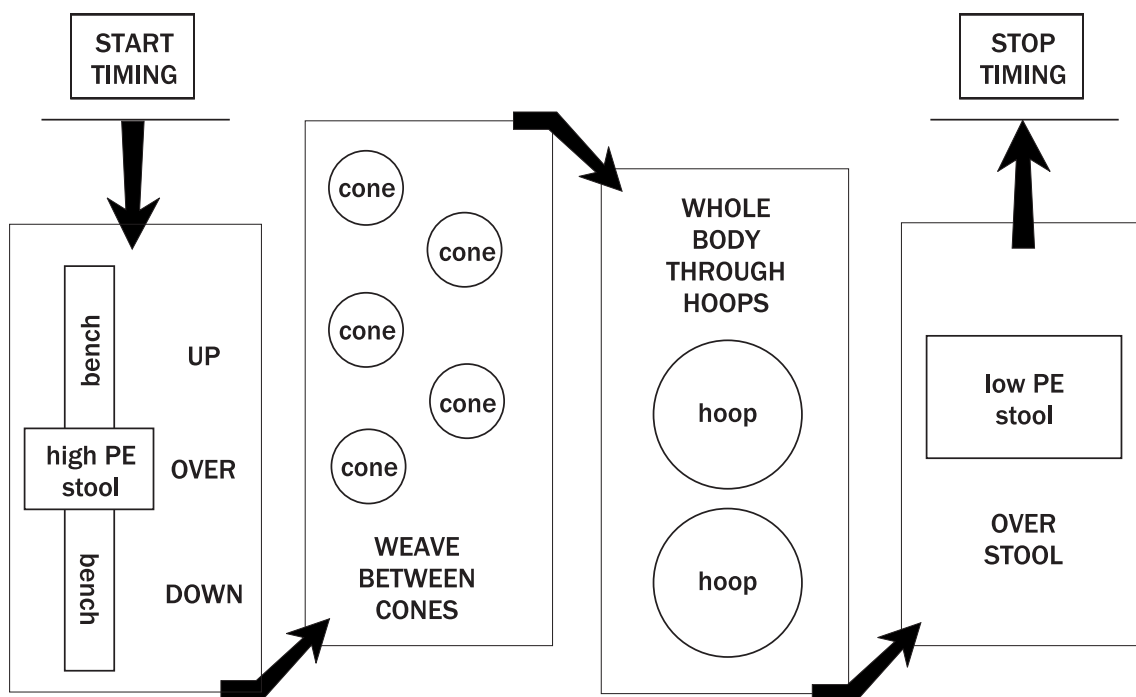 START
TIMING
bench
UP
high PE
stool
OVER
bench
DOWN
cone
cone
cone
cone
cone
WEAVE
BETWEEN
CONES
WHOLE
BODY
THROUGH
HOOPS
hoop
hoop
STOP
TIMING
low PE
stool
OVER
STOOL